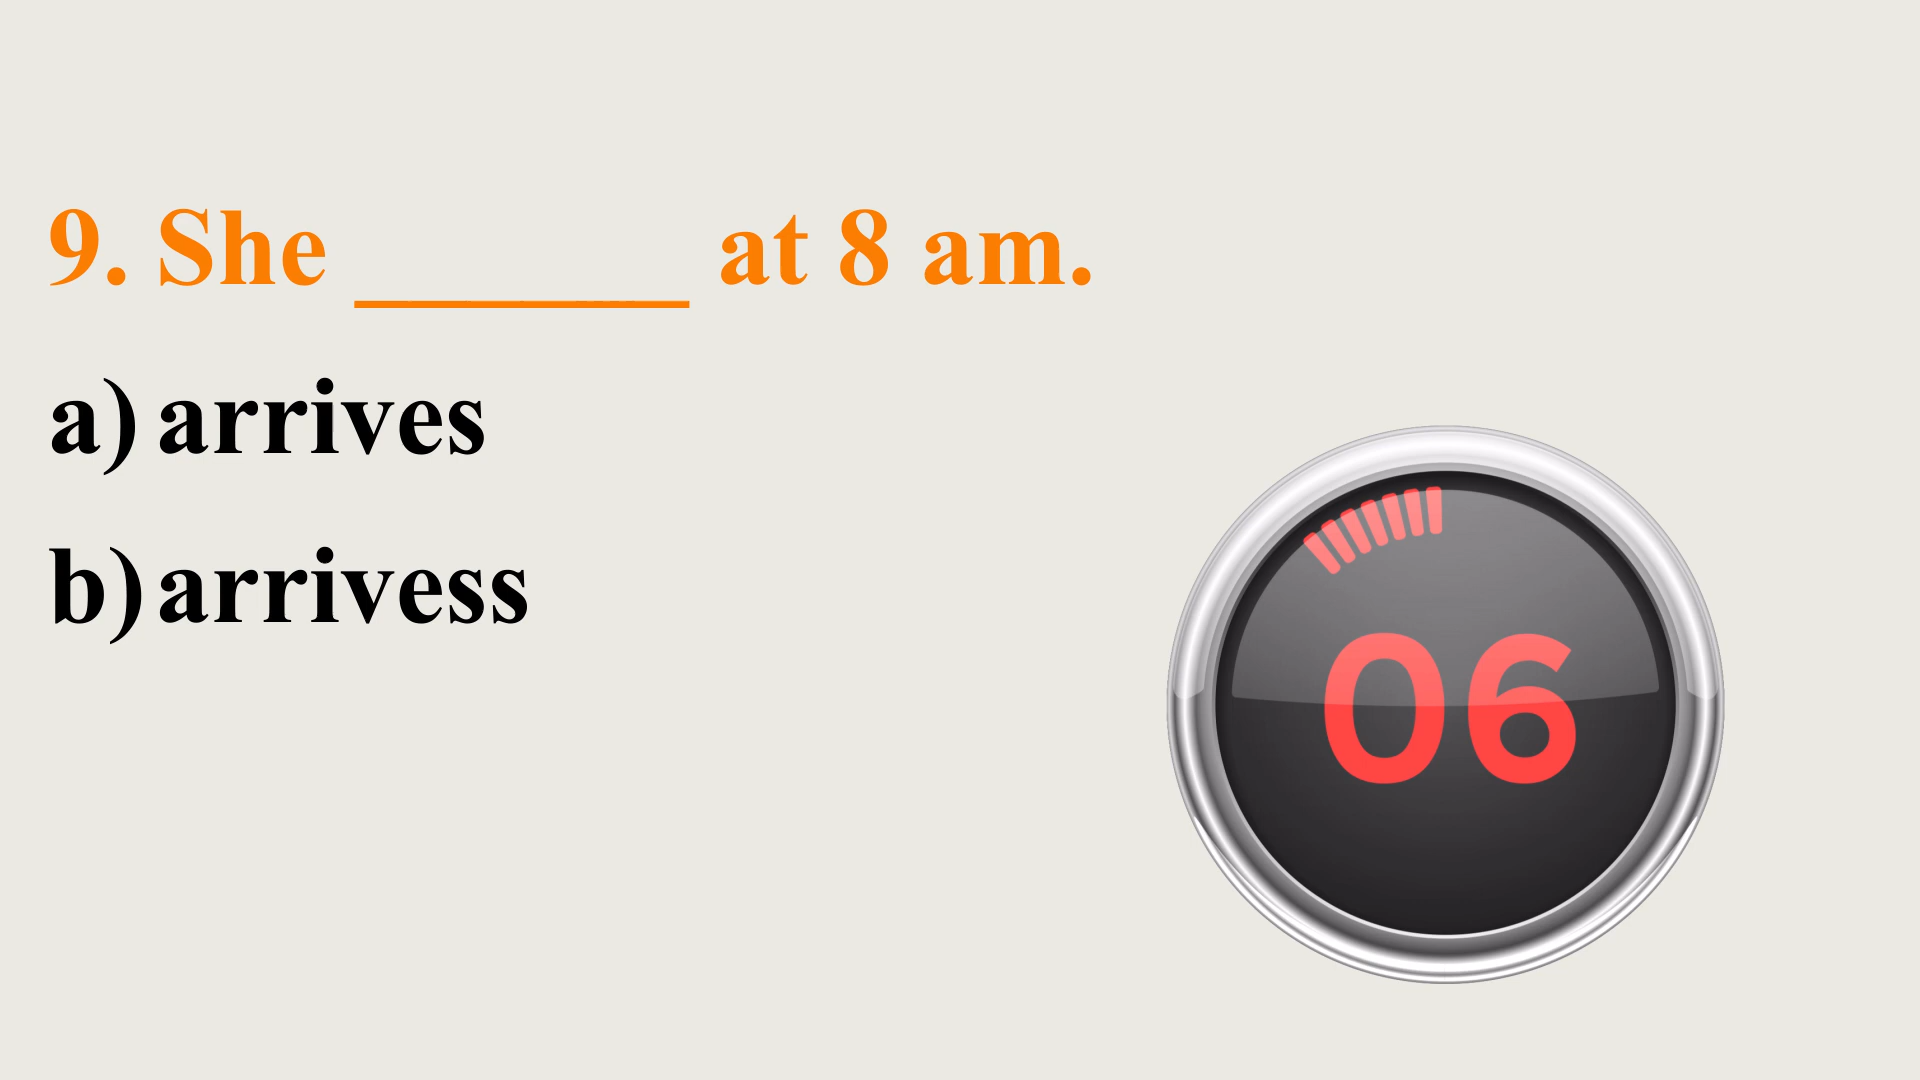 9. She ______ at 8 am.
a) arrives
b) arrivess
06